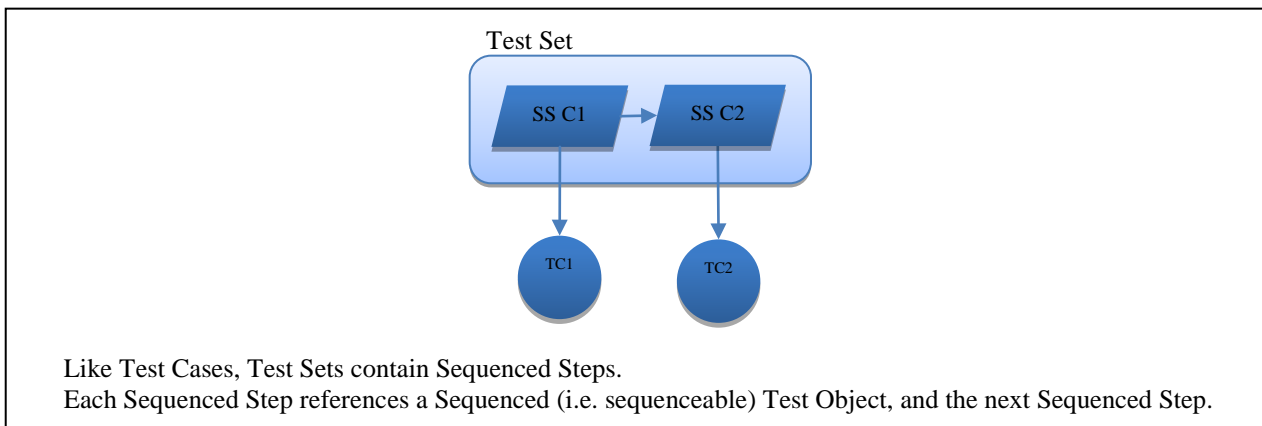 Test Set
SS C1
SS C2
TC1
TC2
Like Test Cases, Test Sets contain Sequenced Steps.
Each Sequenced Step references a Sequenced (i.e. sequenceable) Test Object, and the next Sequenced Step.